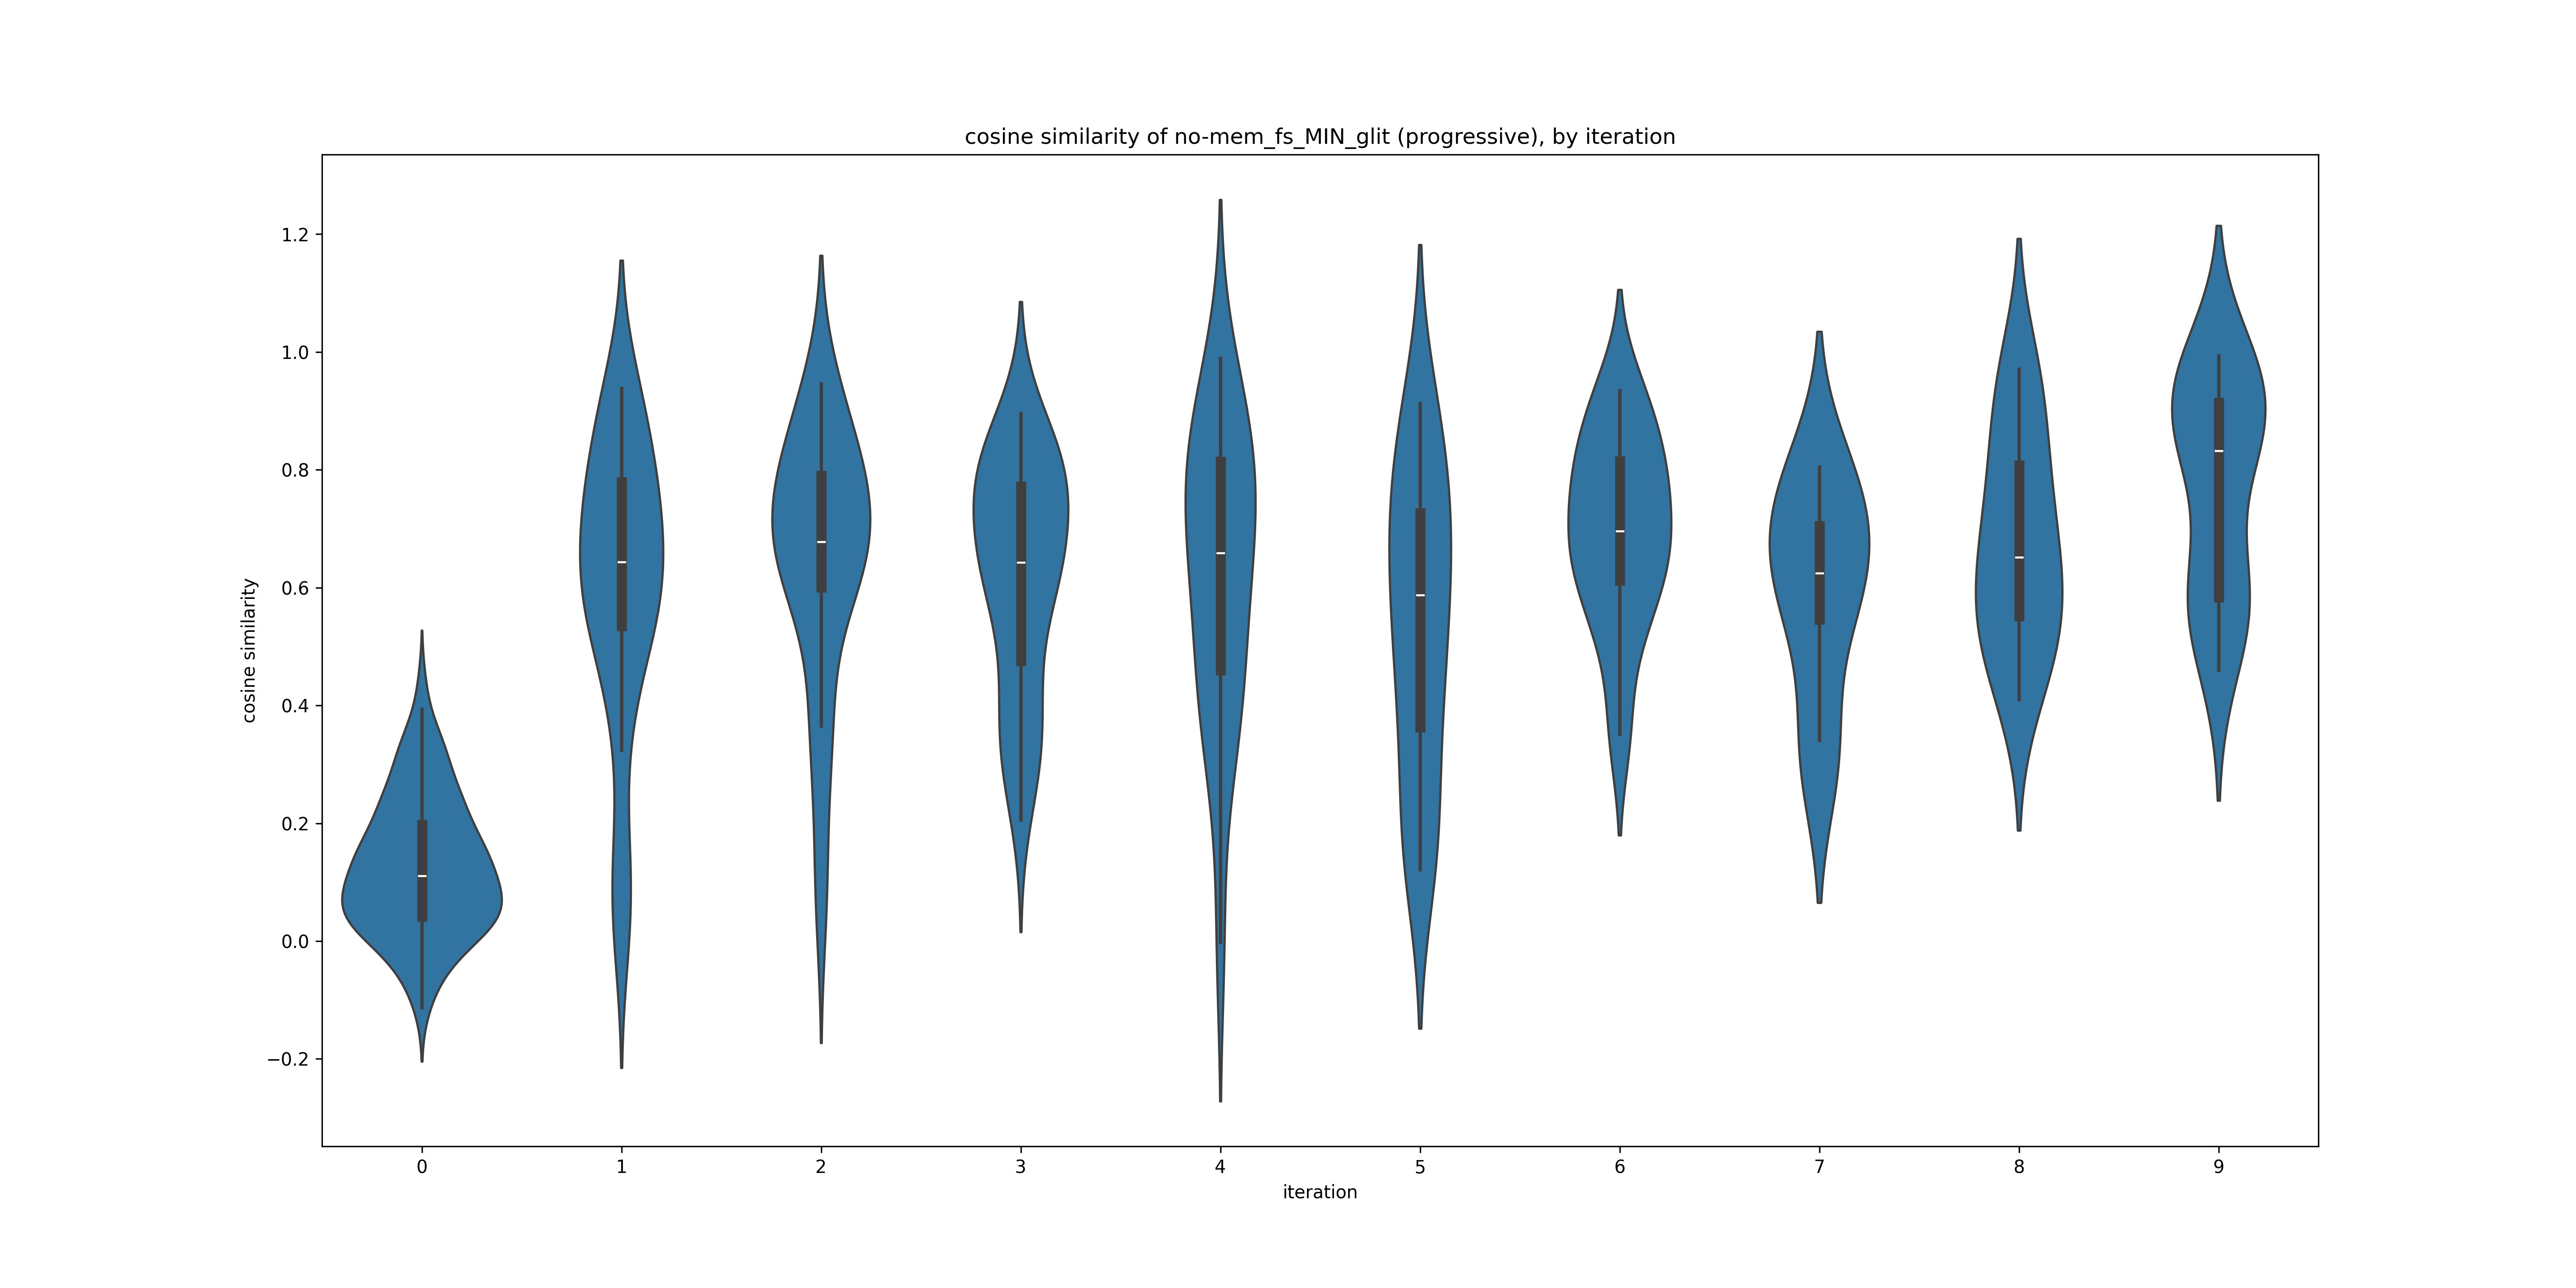 cosine similarity of no-mem_fs_MIN_glit (progressive), by iteration
cosine similarity
1.2
1.0
0.8
0.6
0.4
0.2
0.0
−0.2
0 1 2 3 4 5 6 7 8 9
iteration